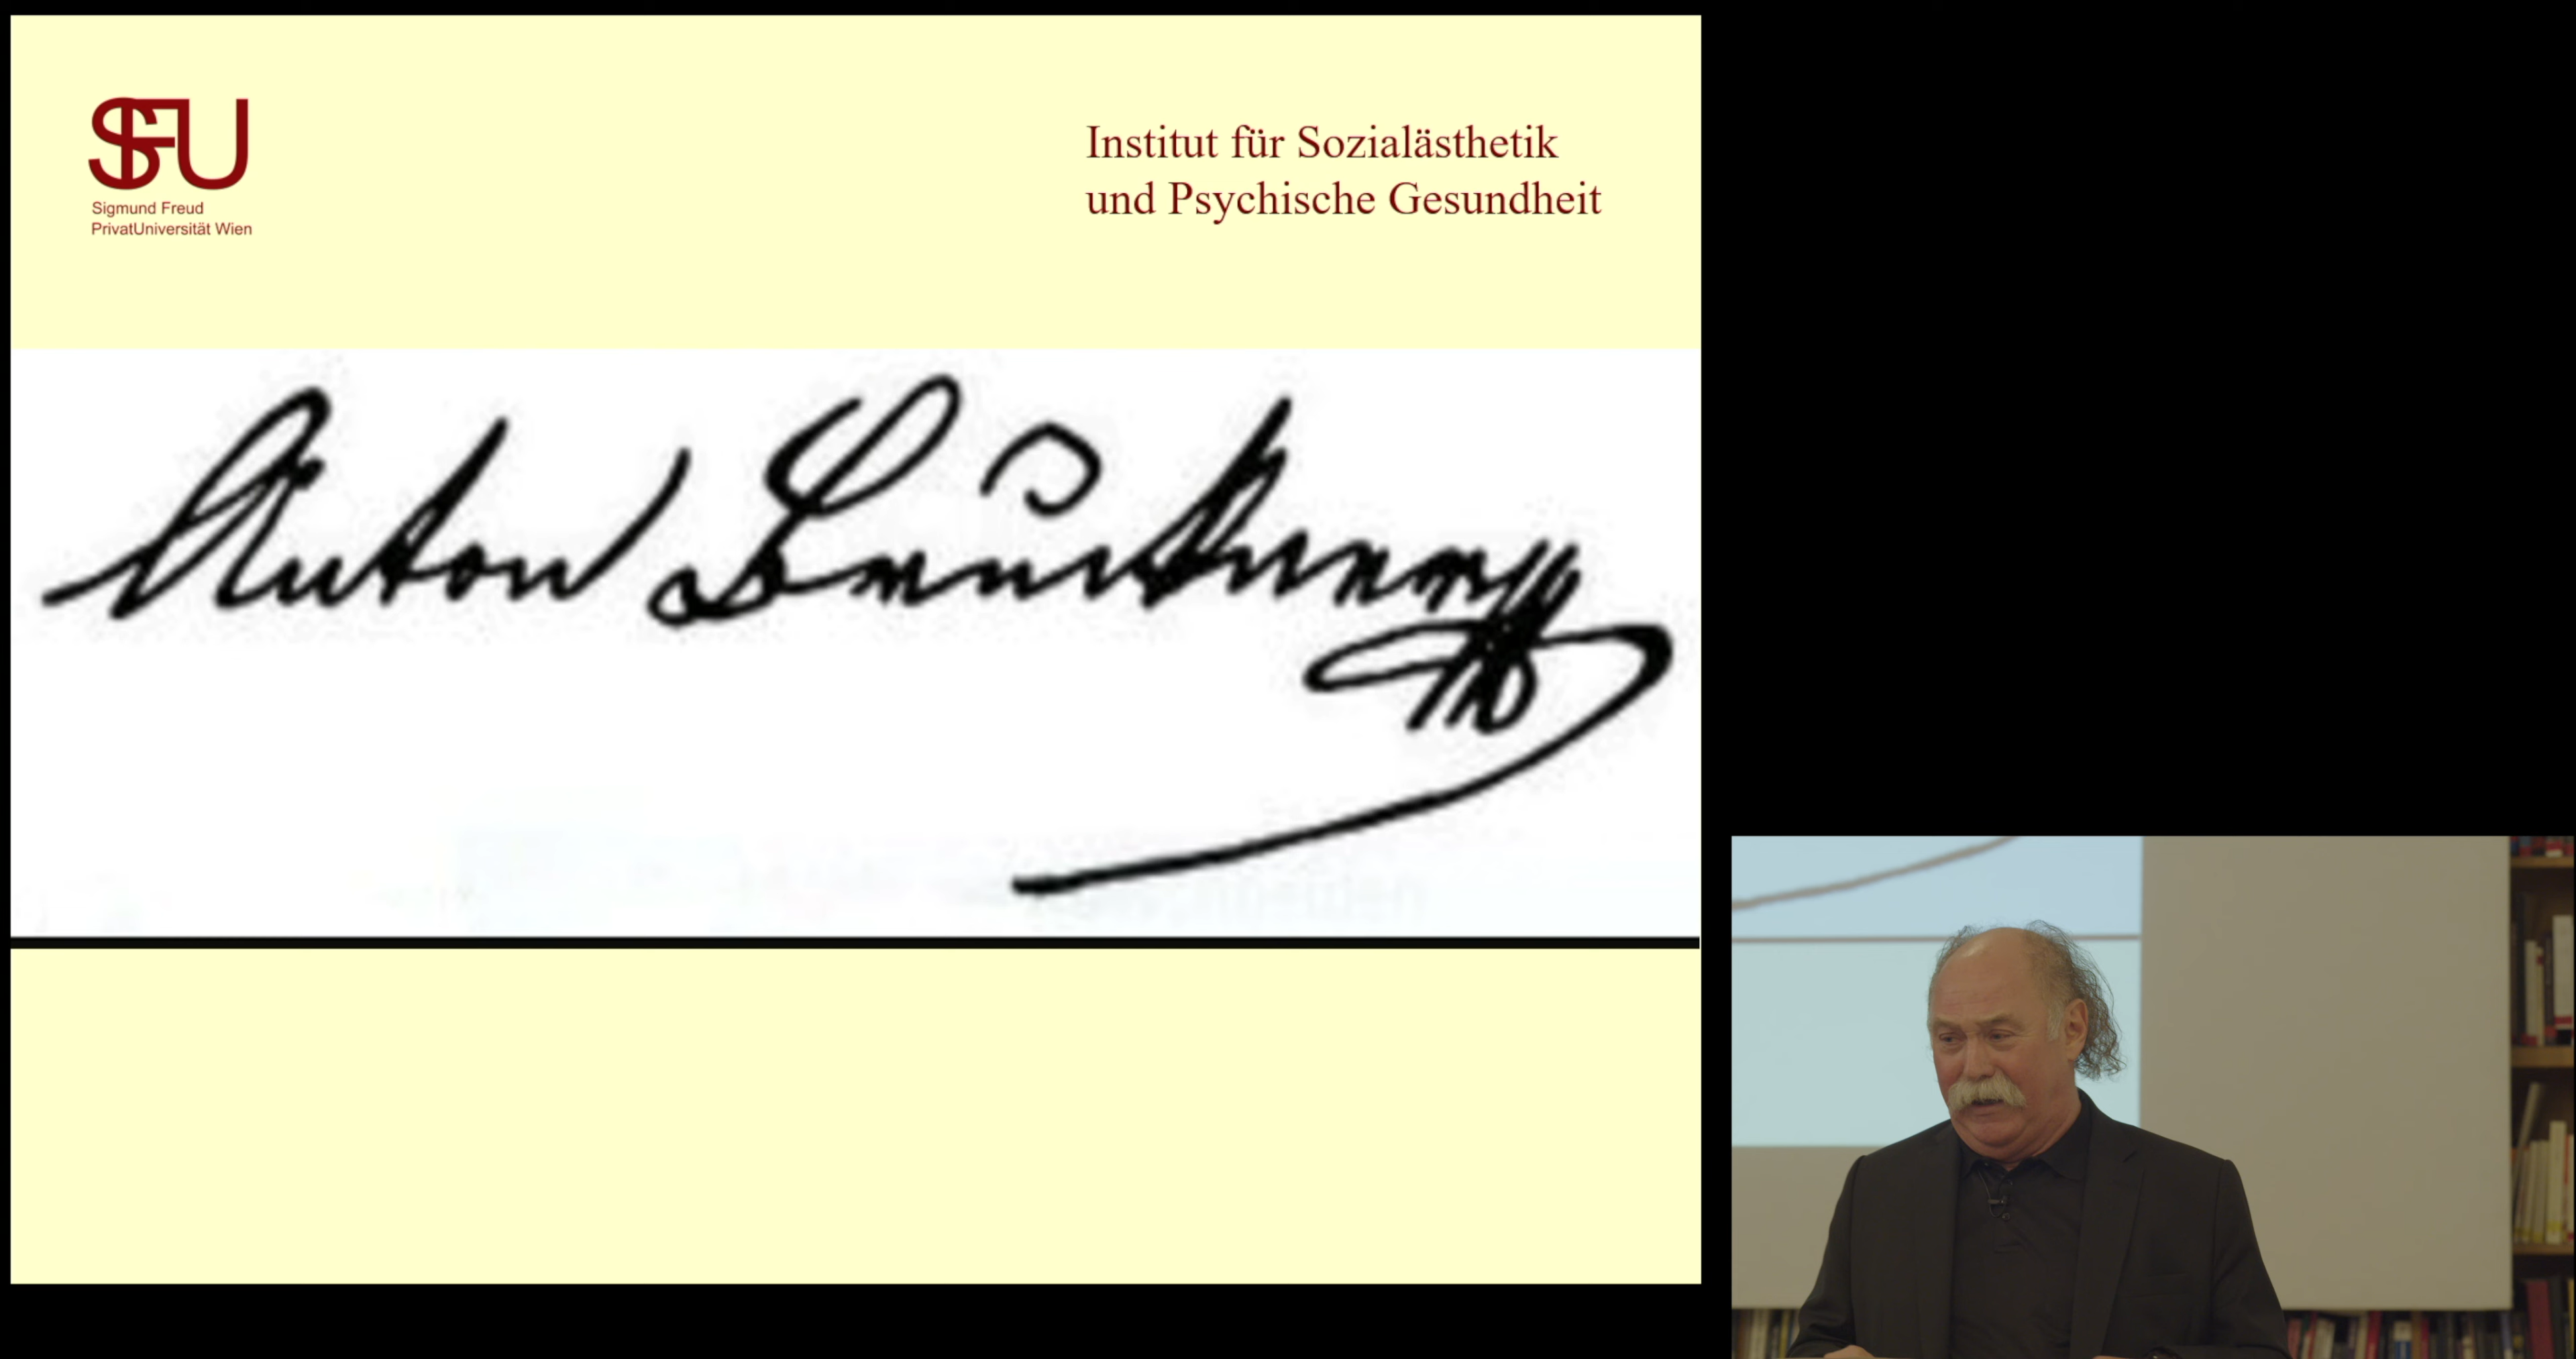 SFU
Sigmund Freud
PrivatUniversität Wien
Institut für Sozialästhetik
und Psychische Gesundheit
Anton Bruckner